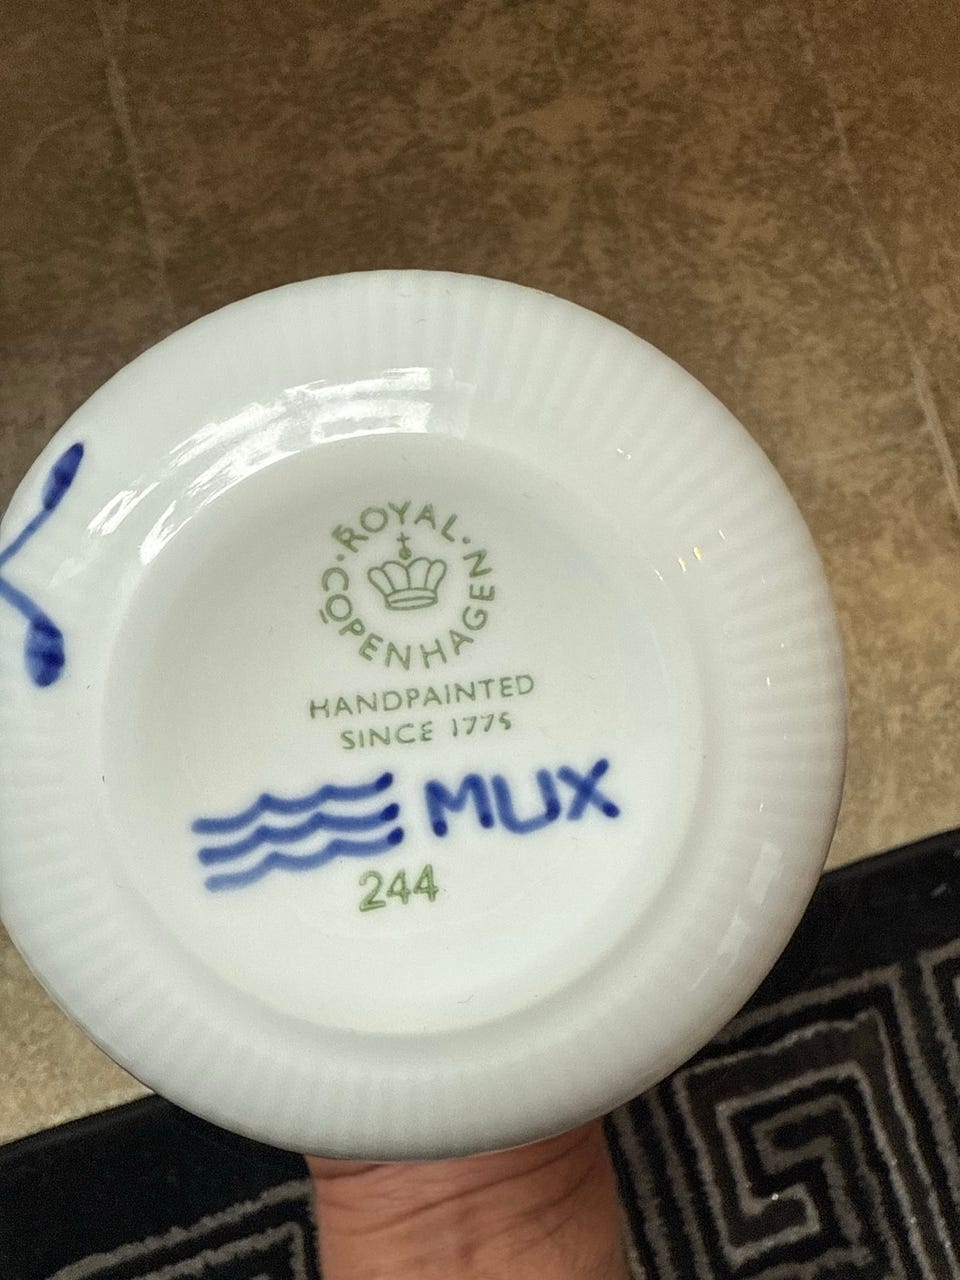 ROYAL · COPENHAGEN ·
HANDPAINTED
SINCE 1775
MUX
244